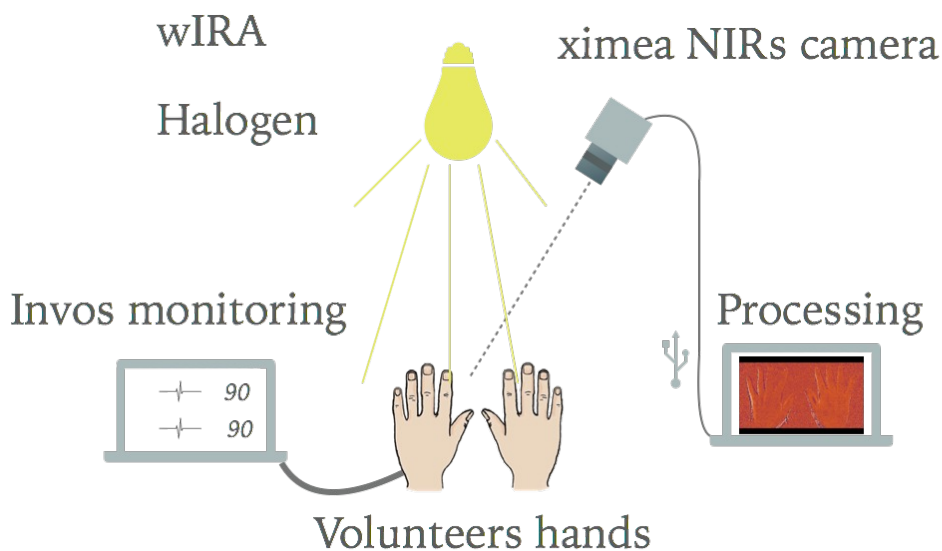 wIRA
ximea NIRs camera
Halogen
Invos monitoring
Processing
90
90
Volunteers hands